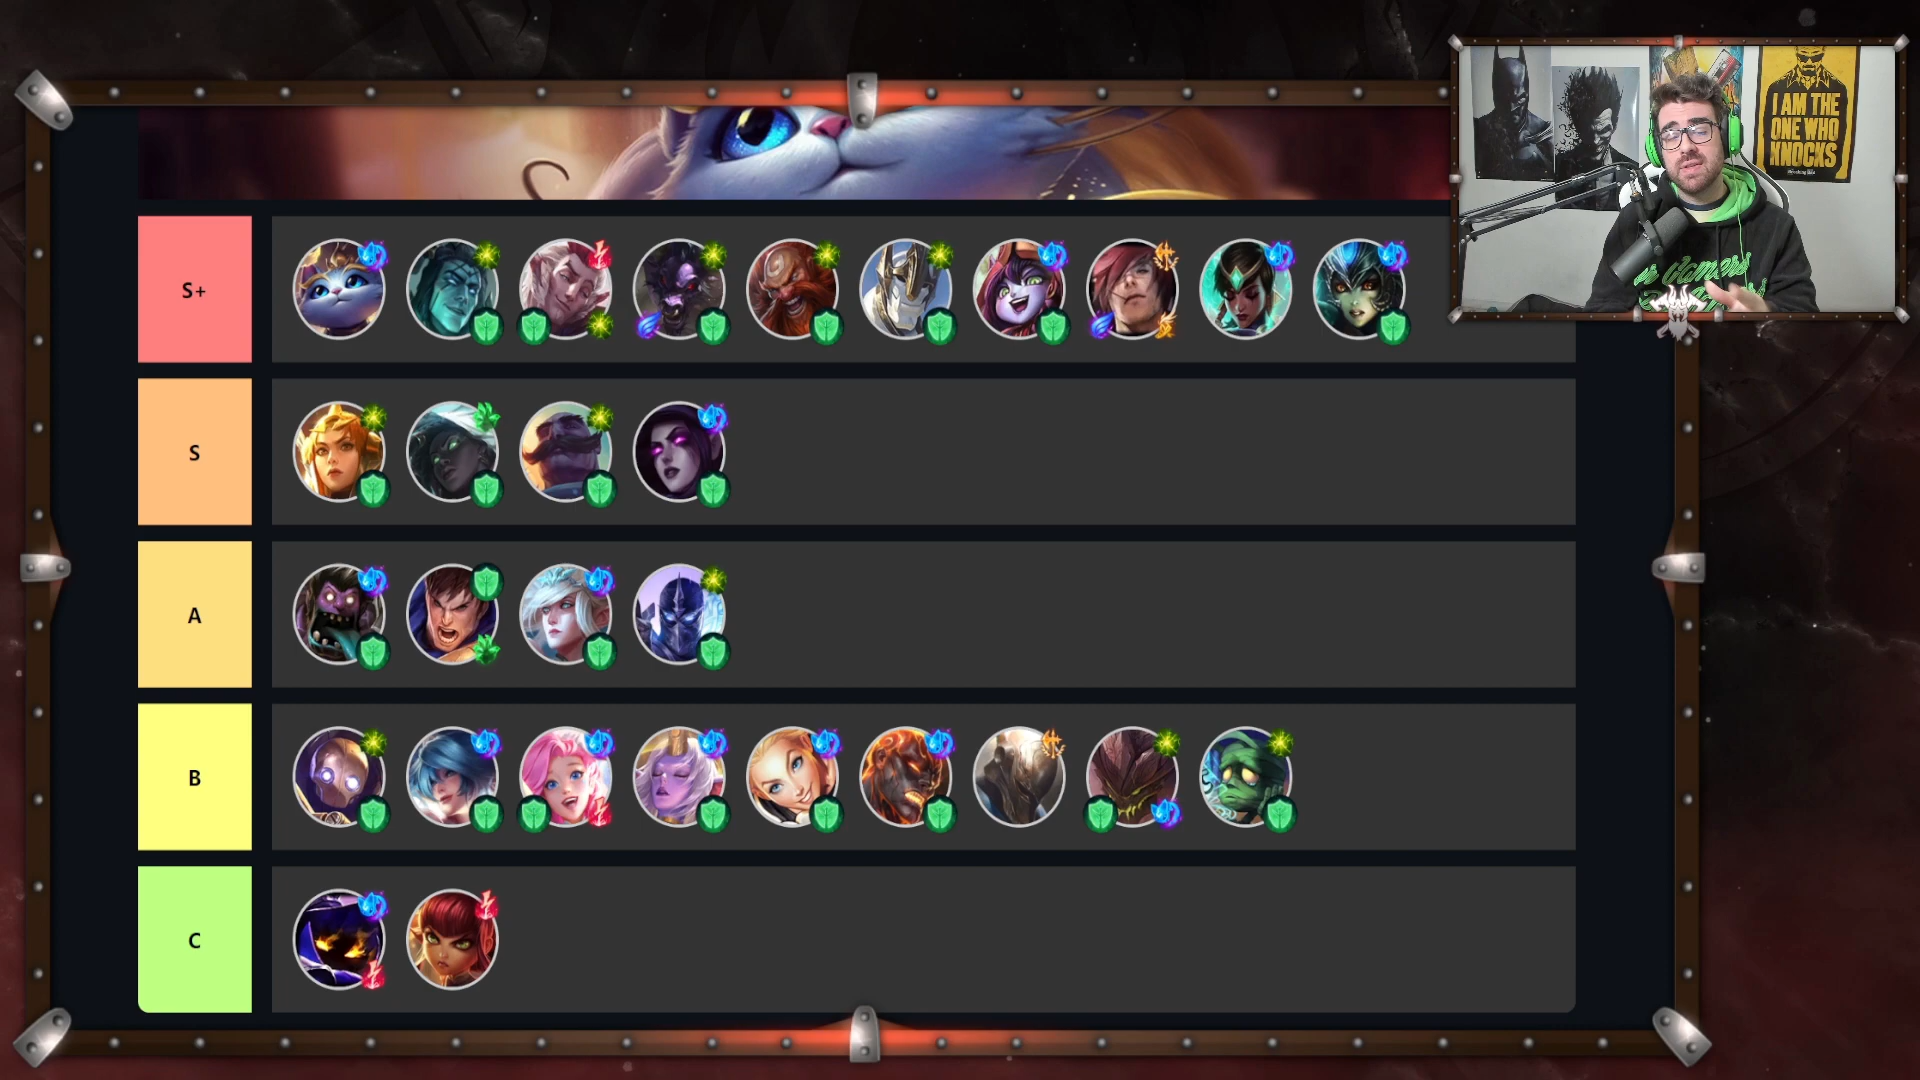 I AM THE
ONE WHO
KNOCKS
S+
S
A
B
C